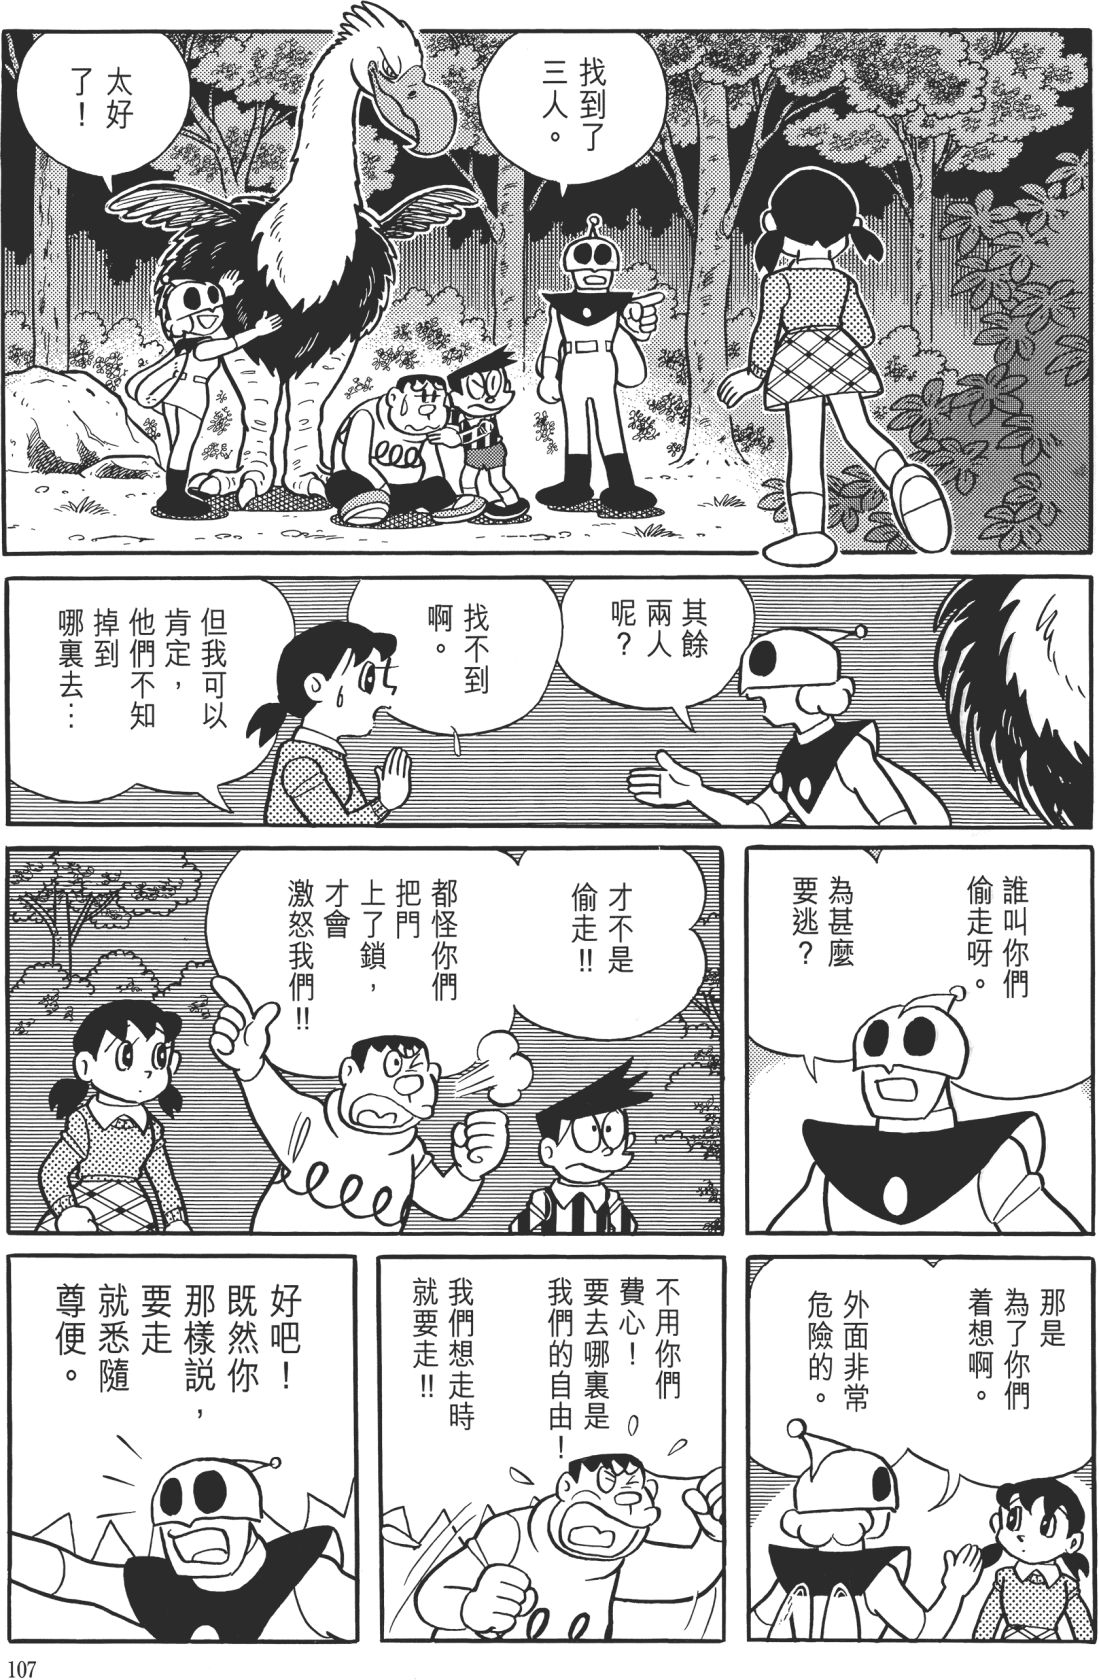 找到了
三人。
太好
了！
其餘
兩人
呢？
找不到
啊。
但我可以
肯定，
他們不知
掉到
哪裏去…
誰叫你們
偷走呀。
為甚麼
要逃？
才不是
偷走!!
都怪你們
把門
上了鎖，
才會
激怒我們!!
那是
為了你們
着想啊。
外面非常
危險的。
不用你們
費心！
要去哪裏是
我們的自由！
我們想走時
就要走!!
好吧！
既然你
那樣説，
要走
就悉隨
尊便。
107